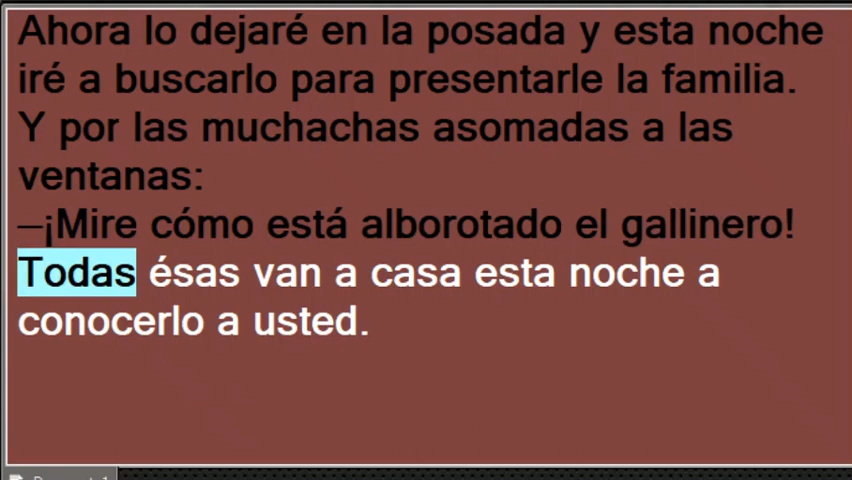 Ahora lo dejaré en la posada y esta noche
iré a buscarlo para presentarle la familia.
Y por las muchachas asomadas a las
ventanas:
–¡Mire cómo está alborotado el gallinero!
Todas ésas van a casa esta noche a
conocerlo a usted.